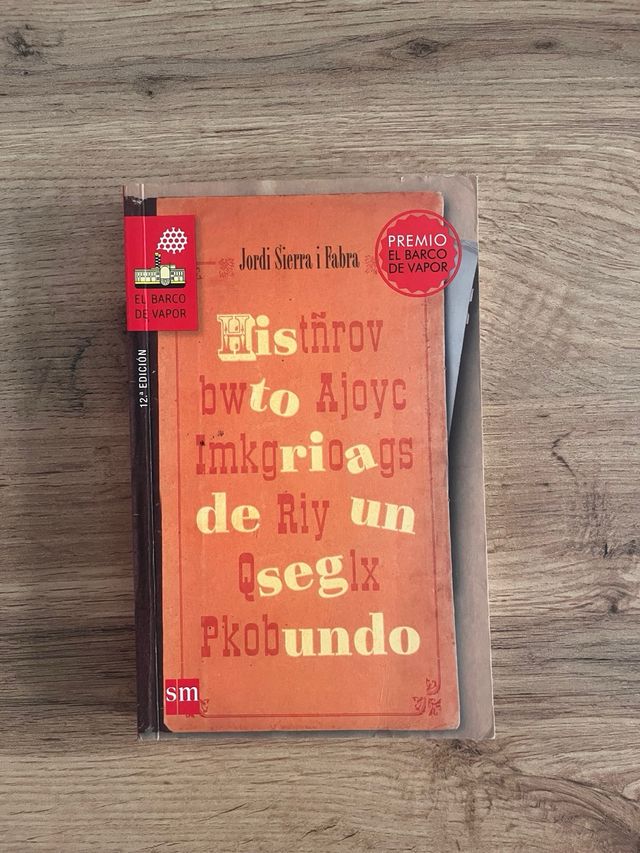 Jordi Sierra i Fabra
PREMIO
EL BARCO
DE VAPOR
EL BARCO
DE VAPOR
12.ª EDICIÓN
Histñrov
bwto Ajoyc
Imkgrioags
de Riy un
Qseglx
Pkobundo
sm